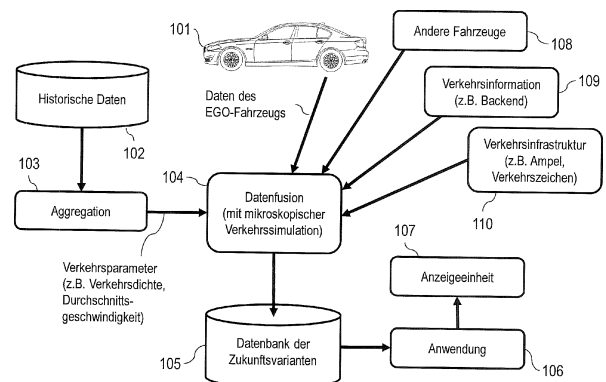 101
Andere Fahrzeuge
108
Historische Daten
102
Daten des
EGO-Fahrzeugs
Verkehrsinformation
(z.B. Backend)
109
103
Aggregation
104
Datenfusion
(mit mikroskopischer
Verkehrssimulation)
Verkehrsinfrastruktur
(z.B. Ampel,
Verkehrszeichen)
110
Verkehrsparameter
(z.B. Verkehrsdichte,
Durchschnitts-
geschwindigkeit)
107
Anzeigeeinheit
105
Datenbank der
Zukunftsvarianten
Anwendung
106